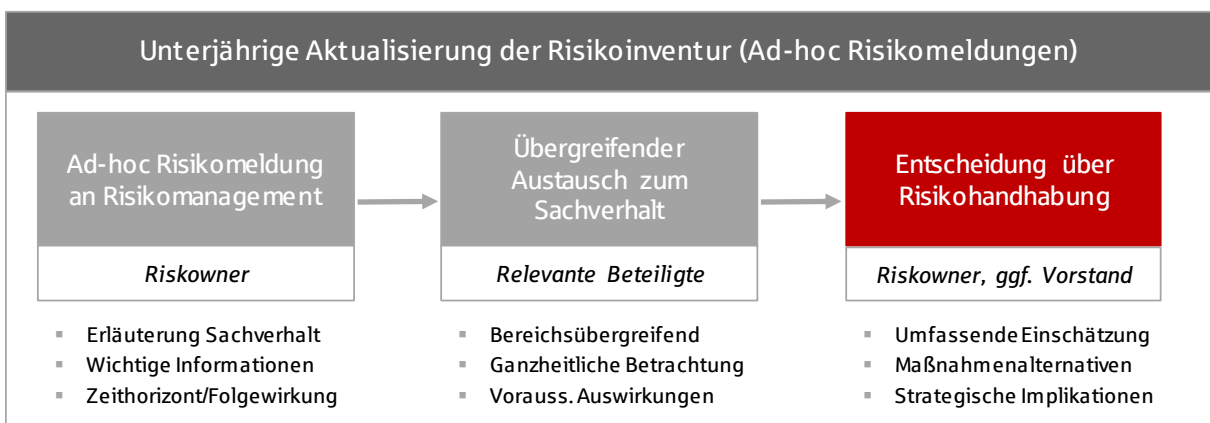 Unterjährige Aktualisierung der Risikoinventur (Ad-hoc Risikomeldungen)
Ad-hoc Risikomeldung
an Risikomanagement
Riskowner
▪ Erläuterung Sachverhalt
▪ Wichtige Informationen
▪ Zeithorizont/Folgewirkung
Übergreifender
Austausch zum
Sachverhalt
Relevante Beteiligte
▪ Bereichsübergreifend
▪ Ganzheitliche Betrachtung
▪ Vorauss. Auswirkungen
Entscheidung über
Risikohandhabung
Riskowner, ggf. Vorstand
▪ Umfassende Einschätzung
▪ Maßnahmenalternativen
▪ Strategische Implikationen